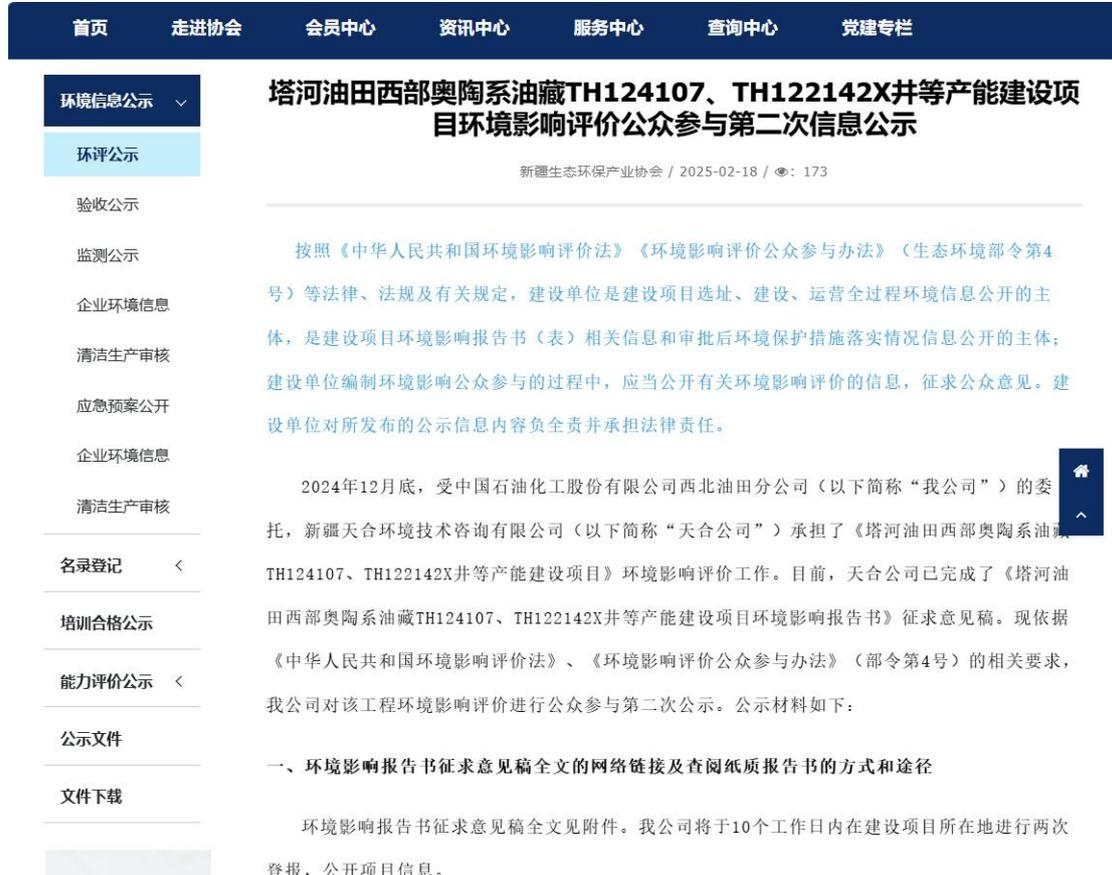 首页 走进协会 会员中心 资讯中心 服务中心 查询中心 党建专栏
环境信息公示
环评公示
验收公示
监测公示
企业环境信息
清洁生产审核
应急预案公开
企业环境信息
清洁生产审核
名录登记
培训合格公示
能力评价公示
公示文件
文件下载
塔河油田西部奥陶系油藏TH124107、TH122142X井等产能建设项
目环境影响评价公众参与第二次信息公示
新疆生态环保产业协会 / 2025-02-18 / : 173
按照《中华人民共和国环境影响评价法》《环境影响评价公众参与办法》（生态环境部令第4
号）等法律、法规及有关规定，建设单位是建设项目选址、建设、运营全过程环境信息公开的主
体，是建设项目环境影响报告书（表）相关信息和审批后环境保护措施落实情况信息公开的主体；
建设单位编制环境影响公众参与的过程中，应当公开有关环境影响评价的信息，征求公众意见。建
设单位对所发布的公示信息内容负全责并承担法律责任。
2024年12月底，受中国石油化工股份有限公司西北油田分公司（以下简称“我公司”）的委
托，新疆天合环境技术咨询有限公司（以下简称“天合公司”）承担了《塔河油田西部奥陶系油藏
TH124107、TH122142X井等产能建设项目》环境影响评价工作。目前，天合公司已完成了《塔河油
田西部奥陶系油藏TH124107、TH122142X井等产能建设项目环境影响报告书》征求意见稿。现依据
《中华人民共和国环境影响评价法》、《环境影响评价公众参与办法》（部令第4号）的相关要求，
我公司对该工程环境影响评价进行公众参与第二次公示。公示材料如下：
一、环境影响报告书征求意见稿全文的网络链接及查阅纸质报告书的方式和途径
环境影响报告书征求意见稿全文见附件。我公司将于10个工作日内在建设项目所在地进行两次
登报，公开项目信息。